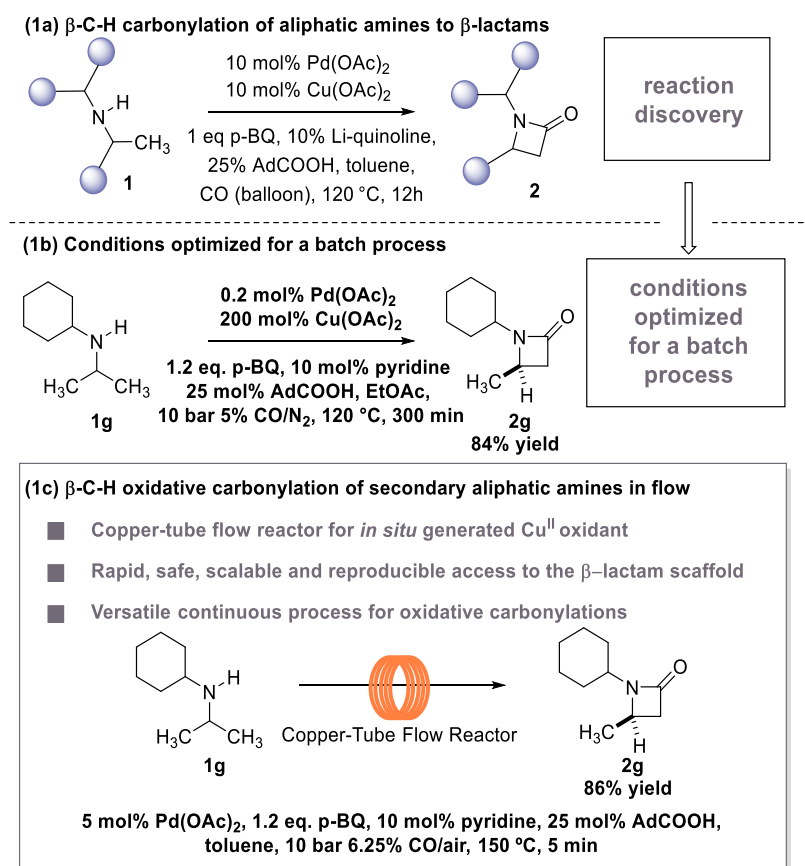 (1a) β-C-H carbonylation of aliphatic amines to β-lactams
N
H
CH₃
1
10 mol% Pd(OAc)₂
10 mol% Cu(OAc)₂
1 eq p-BQ, 10% Li-quinoline,
25% AdCOOH, toluene,
CO (balloon), 120 °C, 12h
N
O
2
reaction
discovery
(1b) Conditions optimized for a batch process
N
H
H₃C
CH₃
1g
0.2 mol% Pd(OAc)₂
200 mol% Cu(OAc)₂
1.2 eq. p-BQ, 10 mol% pyridine
25 mol% AdCOOH, EtOAc,
10 bar 5% CO/N₂, 120 °C, 300 min
N
O
H₃C
H
2g
84% yield
conditions
optimized
for a batch
process
(1c) β-C-H oxidative carbonylation of secondary aliphatic amines in flow
Copper-tube flow reactor for in situ generated Cuᴵᴵ oxidant
Rapid, safe, scalable and reproducible access to the β–lactam scaffold
Versatile continuous process for oxidative carbonylations
N
H
H₃C
CH₃
1g
Copper-Tube Flow Reactor
N
O
H₃C
H
2g
86% yield
5 mol% Pd(OAc)₂, 1.2 eq. p-BQ, 10 mol% pyridine, 25 mol% AdCOOH,
toluene, 10 bar 6.25% CO/air, 150 ºC, 5 min